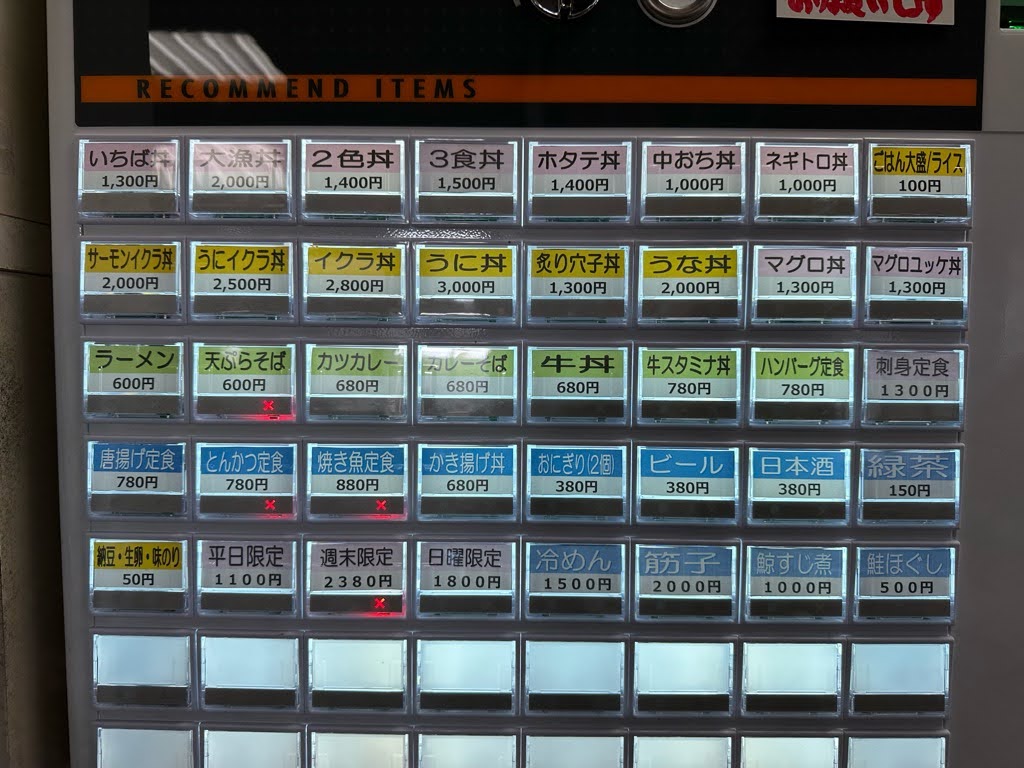 RECOMMEND ITEMS
いちば丼 大漁丼 2色丼 3食丼 ホタテ丼 中おち丼 ネギトロ丼 ごはん大盛/ライス
1,300円 2,000円 1,400円 1,500円 1,400円 1,000円 1,000円 100円
サーモンイクラ丼 うにイクラ丼 イクラ丼 うに丼 炙り穴子丼 うな丼 マグロ丼 マグロユッケ丼
2,000円 2,500円 2,800円 3,000円 1,300円 2,000円 1,300円 1,300円
ラーメン 天ぷらそば カツカレー カレーそば 牛丼 牛スタミナ丼 ハンバーグ定食 刺身定食
600円 600円 680円 680円 680円 780円 780円 1300円
唐揚げ定食 とんかつ定食 焼き魚定食 かき揚げ丼 おにぎり(2個) ビール 日本酒 緑茶
780円 780円 880円 680円 380円 380円 380円 150円
納豆・生卵・味のり 平日限定 週末限定 日曜限定 冷めん 筋子 鯨すじ煮 鮭ほぐし
50円 1100円 2380円 1800円 1500円 2000円 1000円 500円